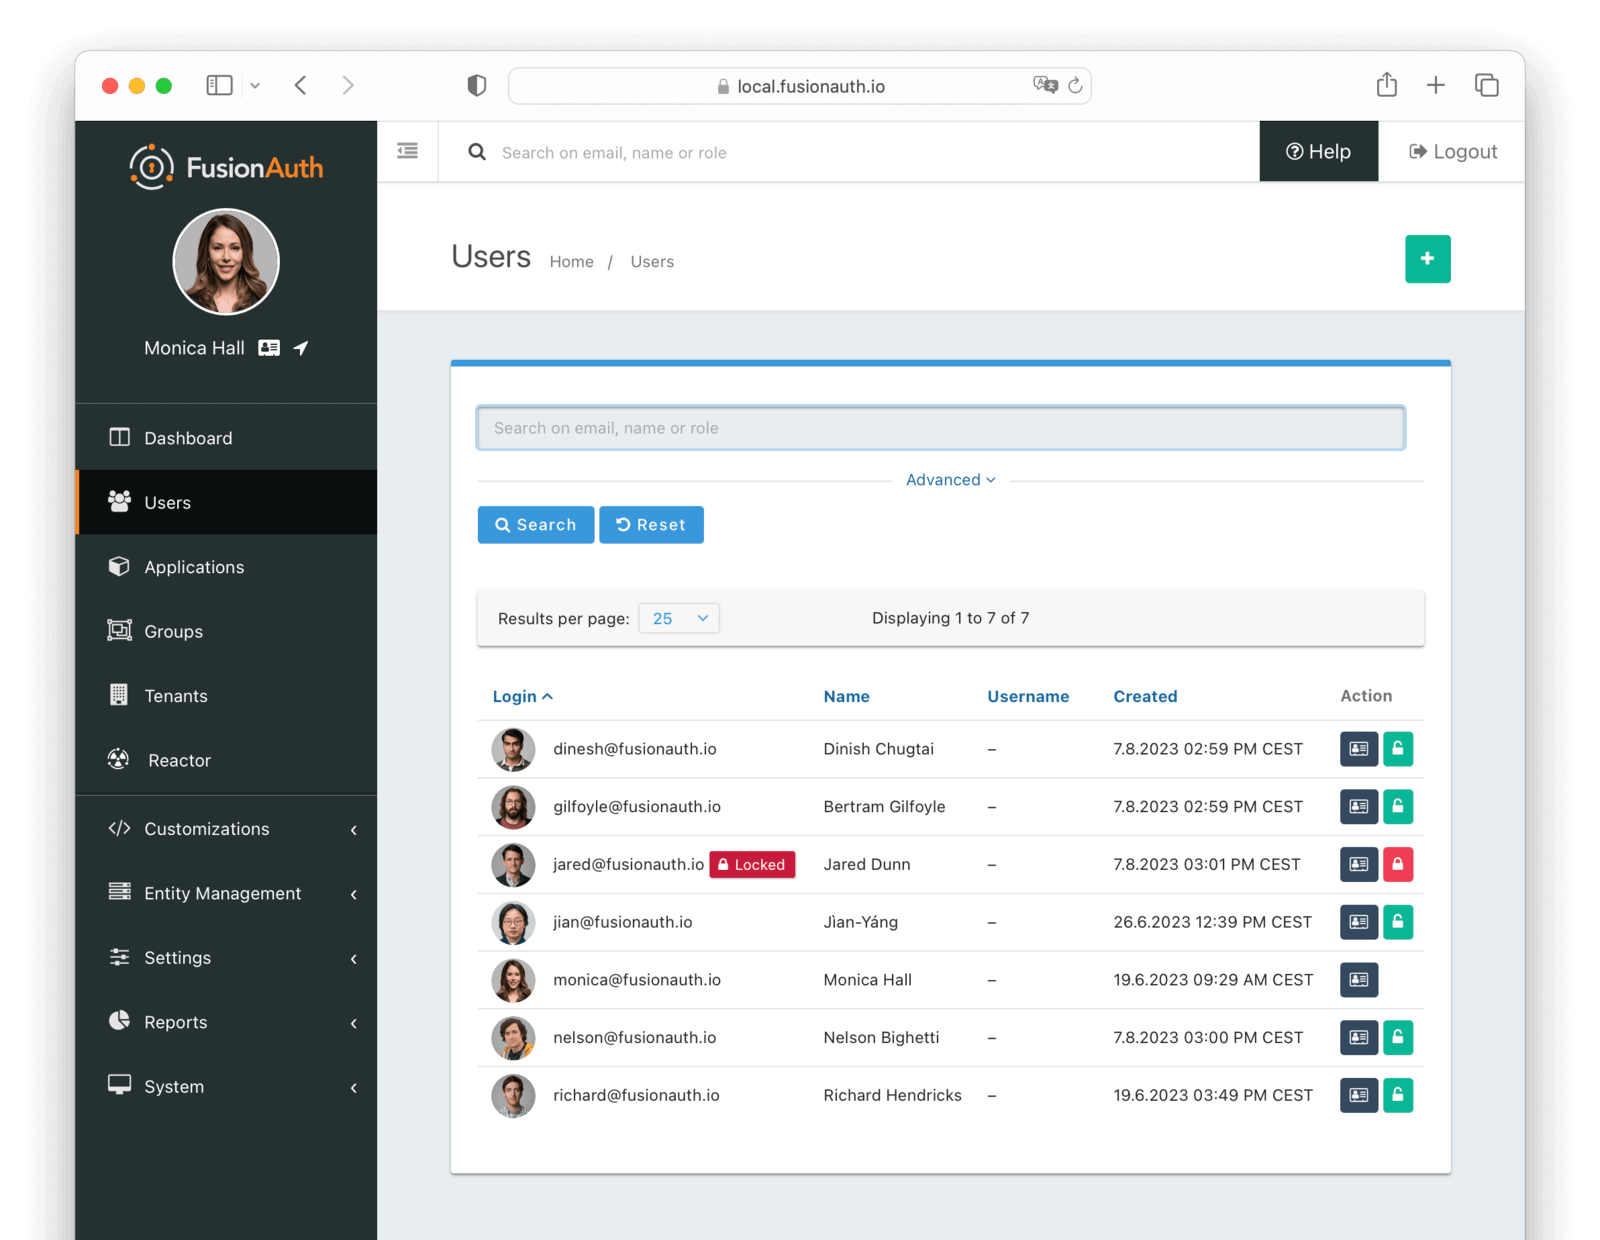 local.fusionauth.io
FusionAuth
Search on email, name or role
Help
Logout
Monica Hall
Users
Home / Users
Dashboard
Users
Applications
Groups
Tenants
Reactor
Customizations
Entity Management
Settings
Reports
System
Search on email, name or role
Advanced
Search
Reset
Results per page: 25
Displaying 1 to 7 of 7
Login Name Username Created Action
dinesh@fusionauth.io Dinish Chugtai – 7.8.2023 02:59 PM CEST
gilfoyle@fusionauth.io Bertram Gilfoyle – 7.8.2023 02:59 PM CEST
jared@fusionauth.io Locked Jared Dunn – 7.8.2023 03:01 PM CEST
jian@fusionauth.io Jìan-Yáng – 26.6.2023 12:39 PM CEST
monica@fusionauth.io Monica Hall – 19.6.2023 09:29 AM CEST
nelson@fusionauth.io Nelson Bighetti – 7.8.2023 03:00 PM CEST
richard@fusionauth.io Richard Hendricks – 19.6.2023 03:49 PM CEST